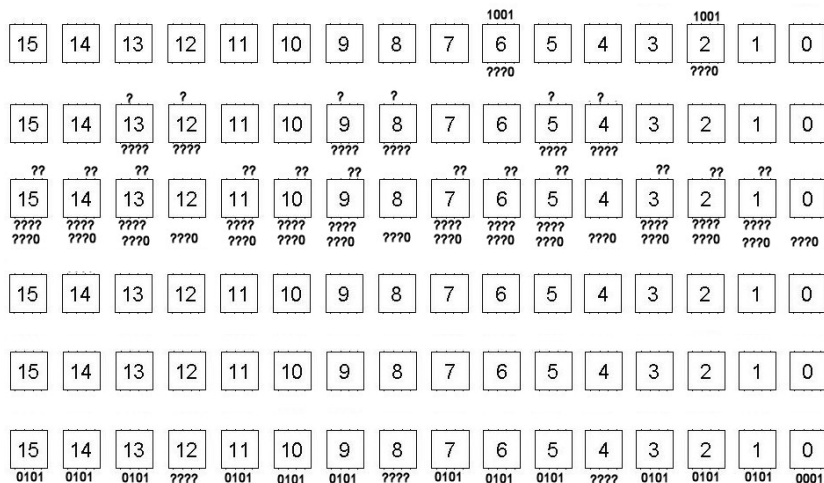 1001 1001
15 14 13 12 11 10 9 8 7 6 5 4 3 2 1 0
???0 ???0
? ? ? ? ? ?
15 14 13 12 11 10 9 8 7 6 5 4 3 2 1 0
???? ???? ???? ???? ???? ????
?? ?? ?? ?? ?? ?? ?? ?? ?? ?? ?? ??
15 14 13 12 11 10 9 8 7 6 5 4 3 2 1 0
???? ???? ???? ???? ???? ???? ???? ???? ???? ???? ???? ????
???0 ???0 ???0 ???0 ???0 ???0 ???0 ???0 ???0 ???0 ???0 ???0 ???0 ???0 ???0 ???0
15 14 13 12 11 10 9 8 7 6 5 4 3 2 1 0
15 14 13 12 11 10 9 8 7 6 5 4 3 2 1 0
15 14 13 12 11 10 9 8 7 6 5 4 3 2 1 0
0101 0101 0101 ???? 0101 0101 0101 ???? 0101 0101 0101 ???? 0101 0101 0101 0001